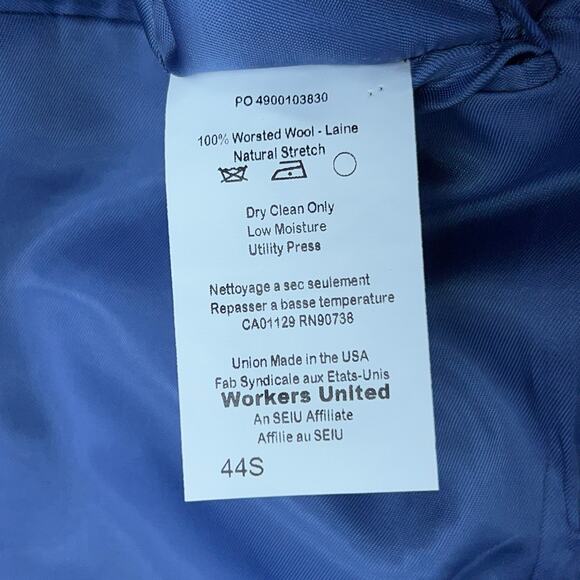 PO 4900103830
100% Worsted Wool - Laine
Natural Stretch
Dry Clean Only
Low Moisture
Utility Press
Nettoyage a sec seulement
Repasser a basse temperature
CA01129 RN90736
Union Made in the USA
Fab Syndicale aux Etats-Unis
Workers United
An SEIU Affiliate
Affilie au SEIU
44S